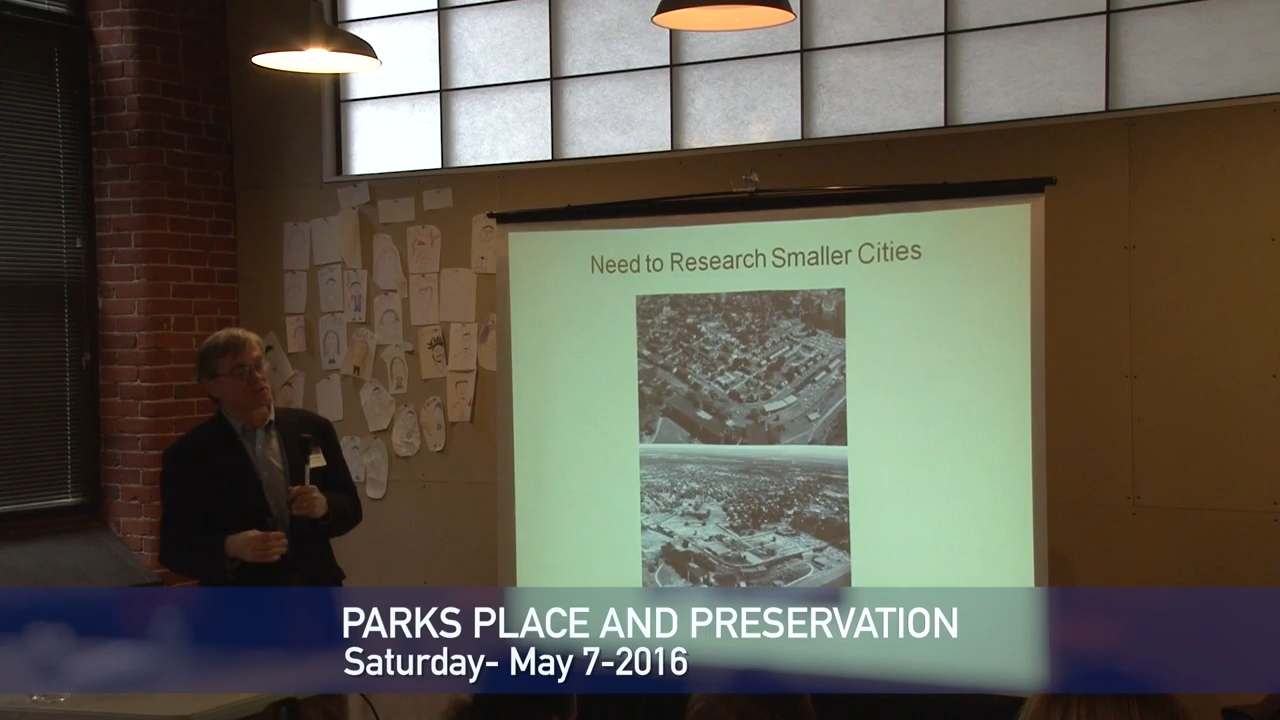 Need to Research Smaller Cities
PARKS PLACE AND PRESERVATION
Saturday- May 7-2016